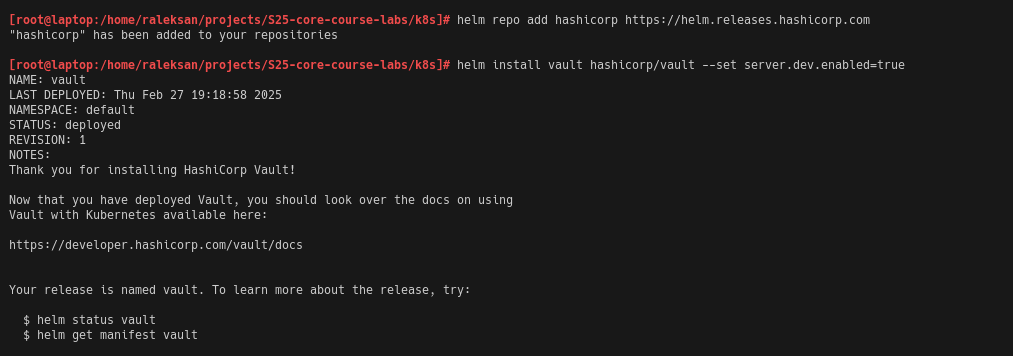 [root@laptop:/home/raleksan/projects/S25-core-course-labs/k8s]# helm repo add hashicorp https://helm.releases.hashicorp.com
"hashicorp" has been added to your repositories
[root@laptop:/home/raleksan/projects/S25-core-course-labs/k8s]# helm install vault hashicorp/vault --set server.dev.enabled=true
NAME: vault
LAST DEPLOYED: Thu Feb 27 19:18:58 2025
NAMESPACE: default
STATUS: deployed
REVISION: 1
NOTES:
Thank you for installing HashiCorp Vault!
Now that you have deployed Vault, you should look over the docs on using
Vault with Kubernetes available here:
https://developer.hashicorp.com/vault/docs
Your release is named vault. To learn more about the release, try:
$ helm status vault
$ helm get manifest vault